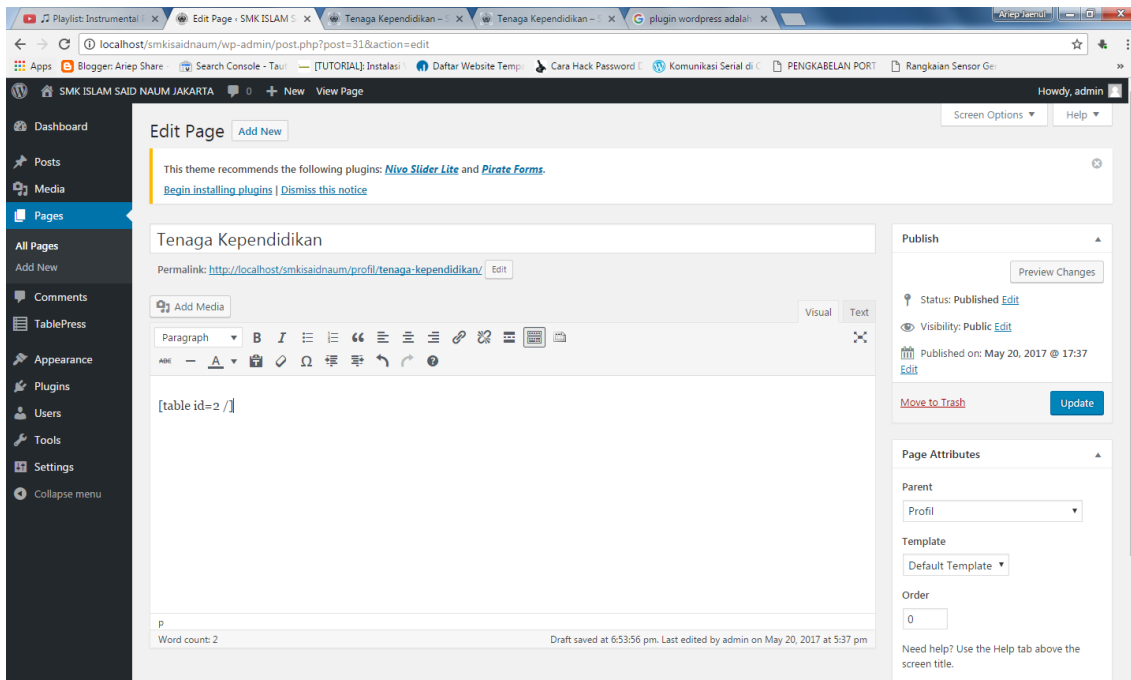 Playlist: Instrumental
Edit Page ‹ SMK ISLAM S
Tenaga Kependidikan – S
Tenaga Kependidikan – S
plugin wordpress adalah
Ariep Jaenul
localhost/smkisaidnaum/wp-admin/post.php?post=31&action=edit
Apps Blogger: Ariep Share - Search Console - Taut [TUTORIAL]: Instalasi Daftar Website Temp Cara Hack Password Komunikasi Serial di PENGKABELAN PORT Rangkaian Sensor Ge »
SMK ISLAM SAID NAUM JAKARTA 0 + New View Page Howdy, admin
Screen Options ▼ Help ▼
Dashboard
Posts
Media
Pages
All Pages
Add New
Comments
TablePress
Appearance
Plugins
Users
Tools
Settings
Collapse menu
Edit Page Add New
This theme recommends the following plugins: Nivo Slider Lite and Pirate Forms.
Begin installing plugins | Dismiss this notice
Tenaga Kependidikan
Permalink: http://localhost/smkisaidnaum/profil/tenaga-kependidikan/ Edit
Add Media
Visual Text
Paragraph ▼ B I “
ABE — A ▼ Ω
[table id=2 /]
p
Word count: 2 Draft saved at 6:53:56 pm. Last edited by admin on May 20, 2017 at 5:37 pm
Publish
Preview Changes
Status: Published Edit
Visibility: Public Edit
Published on: May 20, 2017 @ 17:37
Edit
Move to Trash Update
Page Attributes
Parent
Profil
Template
Default Template ▼
Order
0
Need help? Use the Help tab above the
screen title.